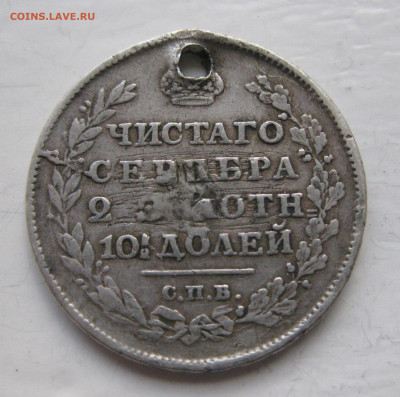 COINS.LAVE.RU
ЧИСТАГО
СЕРЕБРА
2 ЗОЛОТН
10½ ДОЛЕЙ
С.П.Б.